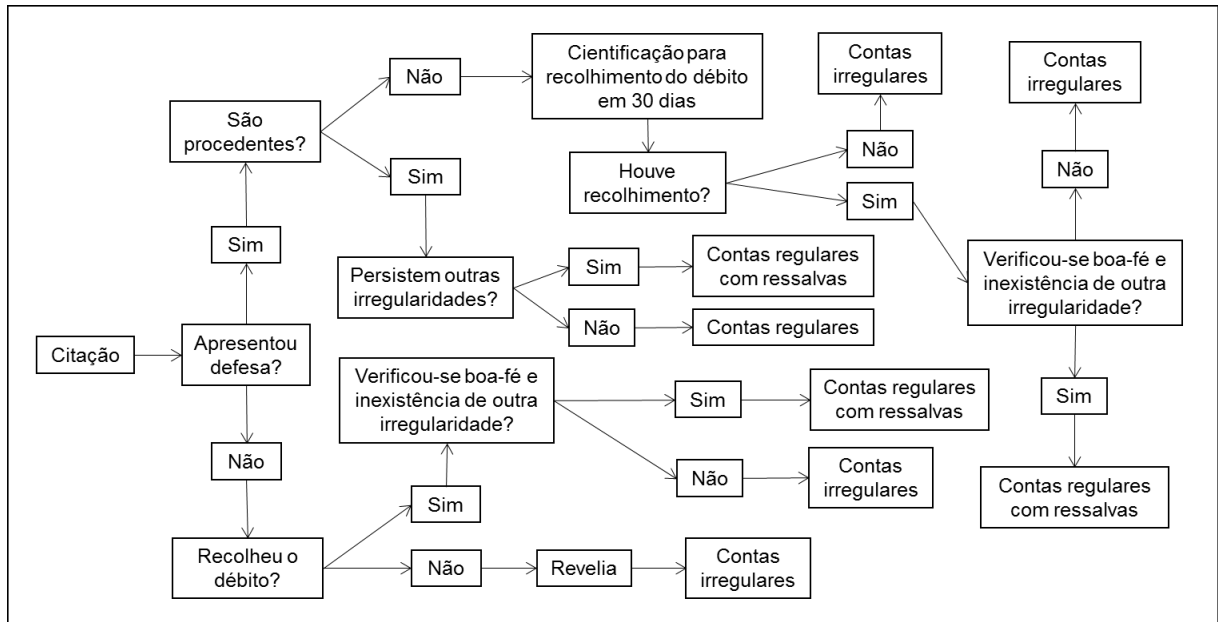 Citação
Apresentou
defesa?
Sim
São
procedentes?
Não
Cientificação para
recolhimento do débito
em 30 dias
Houve
recolhimento?
Não
Contas
irregulares
Sim
Verificou-se boa-fé e
inexistência de outra
irregularidade?
Não
Contas
irregulares
Sim
Contas regulares
com ressalvas
Sim
Persistem outras
irregularidades?
Sim
Contas regulares
com ressalvas
Não
Contas regulares
Não
Recolheu o
débito?
Sim
Verificou-se boa-fé e
inexistência de outra
irregularidade?
Sim
Contas regulares
com ressalvas
Não
Contas
irregulares
Não
Revelia
Contas
irregulares